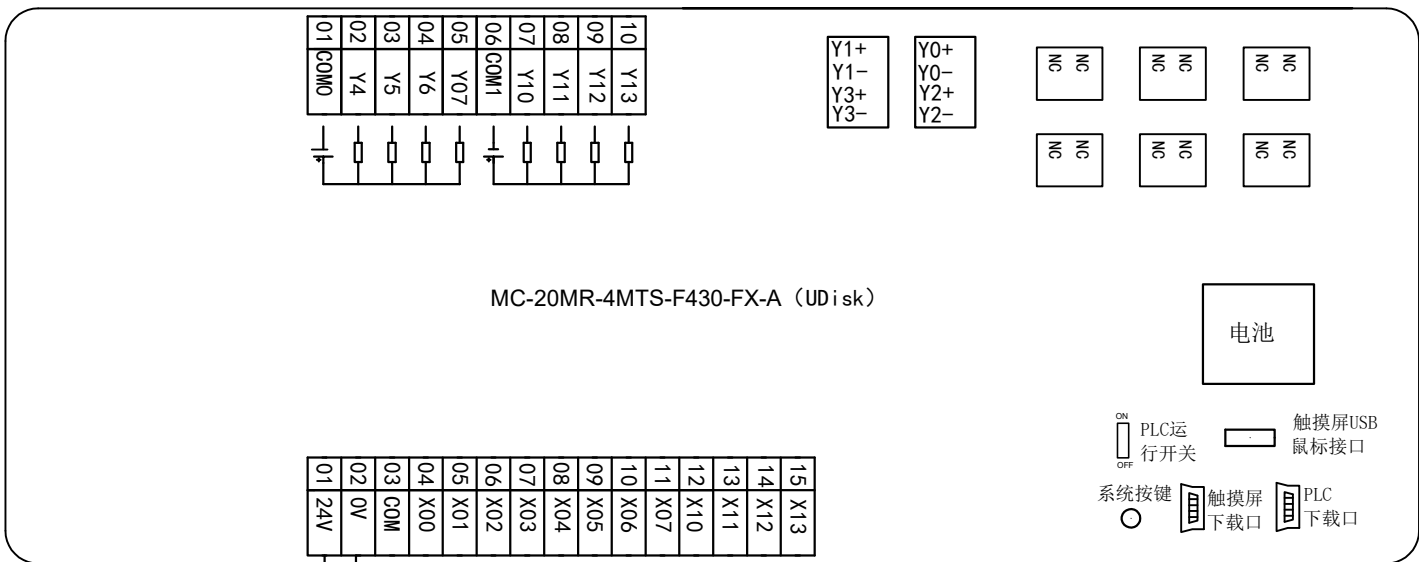 01 02 03 04 05 06 07 08 09 10
COM0 Y4 Y5 Y6 Y07 COM1 Y10 Y11 Y12 Y13
Y1+
Y1-
Y3+
Y3-
Y0+
Y0-
Y2+
Y2-
NC NC
NC NC
NC NC
NC NC
NC NC
NC NC
MC-20MR-4MTS-F430-FX-A（UDisk）
电池
ON
OFF
PLC运
行开关
触摸屏USB
鼠标接口
系统按键
触摸屏
下载口
PLC
下载口
01 02 03 04 05 06 07 08 09 10 11 12 13 14 15
24V 0V COM X00 X01 X02 X03 X04 X05 X06 X07 X10 X11 X12 X13